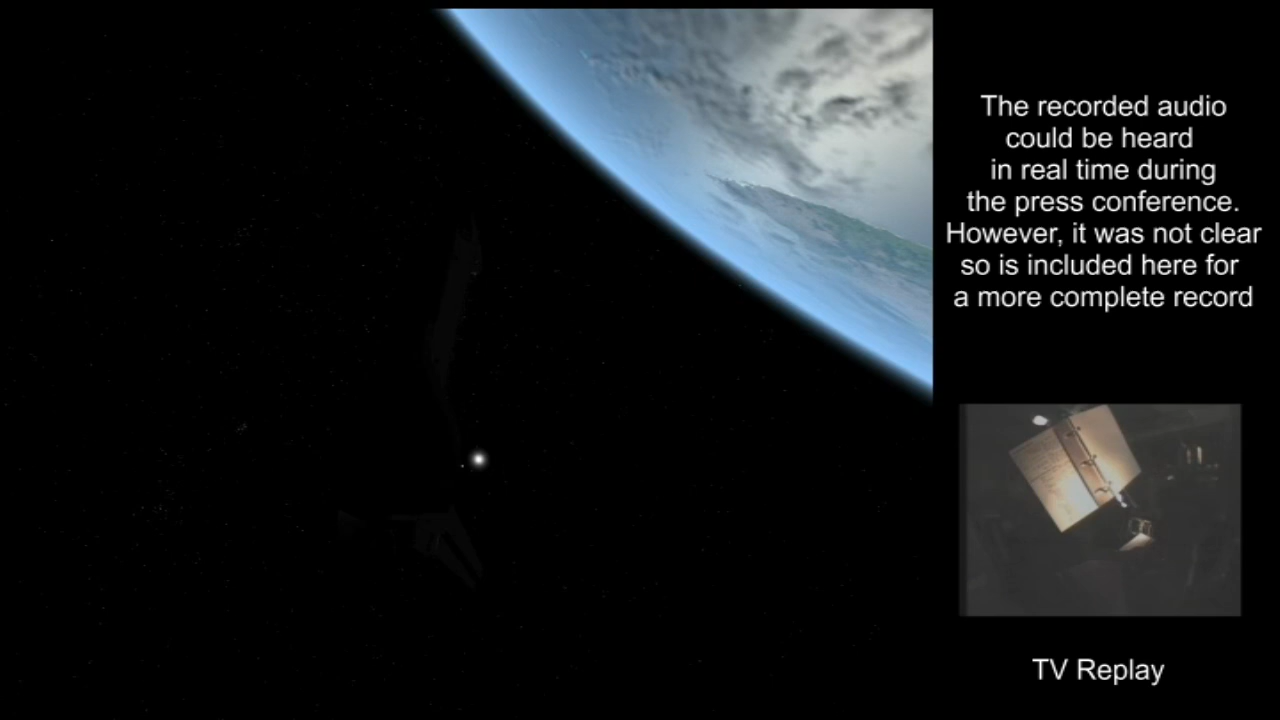 The recorded audio
could be heard
in real time during
the press conference.
However, it was not clear
so is included here for
a more complete record
TV Replay